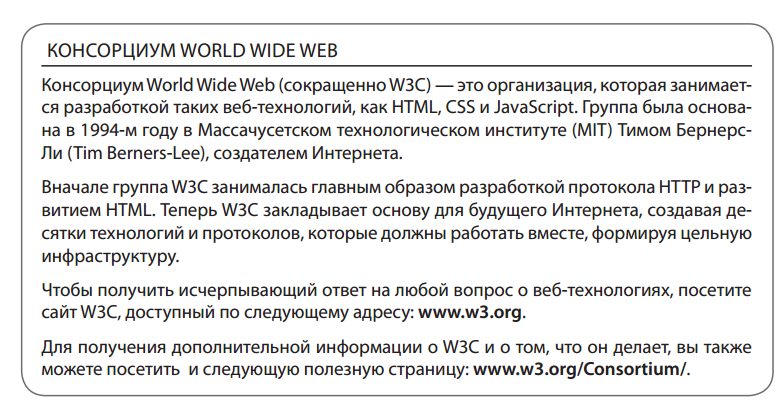 КОНСОРЦИУМ WORLD WIDE WEB
Консорциум World Wide Web (сокращенно W3C) — это организация, которая занимает-
ся разработкой таких веб-технологий, как HTML, CSS и JavaScript. Группа была основа-
на в 1994-м году в Массачусетском технологическом институте (MIT) Тимом Бернерс-
Ли (Tim Berners-Lee), создателем Интернета.
Вначале группа W3C занималась главным образом разработкой протокола HTTP и раз-
витием HTML. Теперь W3C закладывает основу для будущего Интернета, создавая де-
сятки технологий и протоколов, которые должны работать вместе, формируя цельную
инфраструктуру.
Чтобы получить исчерпывающий ответ на любой вопрос о веб-технологиях, посетите
сайт W3C, доступный по следующему адресу: www.w3.org.
Для получения дополнительной информации о W3C и о том, что он делает, вы также
можете посетить и следующую полезную страницу: www.w3.org/Consortium/.